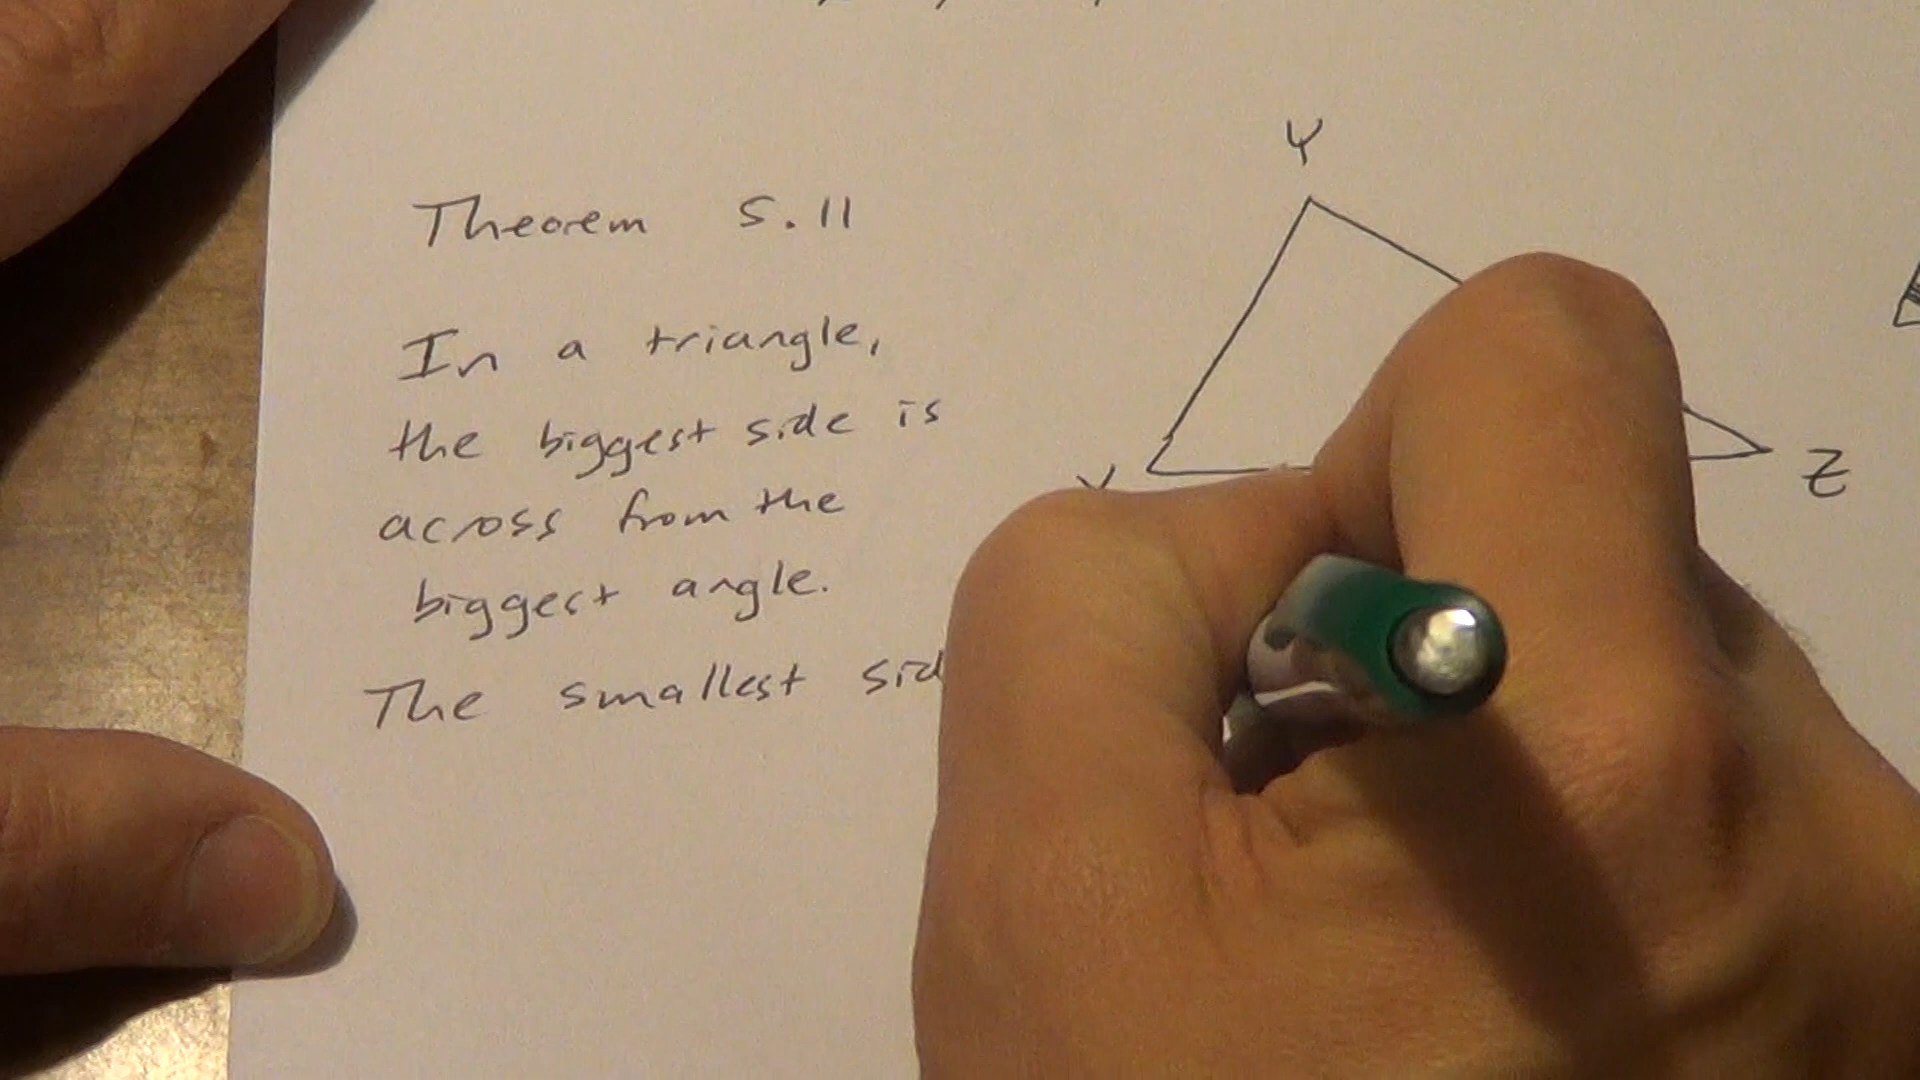 Theorem 5.11
In a triangle,
the biggest side is
across from the
biggest angle.
The smallest sid
Y
Z